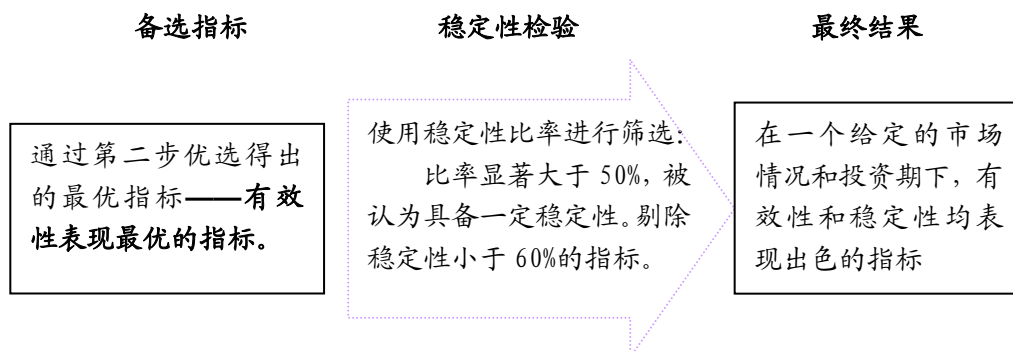 备选指标
稳定性检验
最终结果
通过第二步优选得出
的最优指标——有效
性表现最优的指标。
使用稳定性比率进行筛选：
比率显著大于 50%，被
认为具备一定稳定性。剔除
稳定性小于 60%的指标。
在一个给定的市场
情况和投资期下，有
效性和稳定性均表
现出色的指标